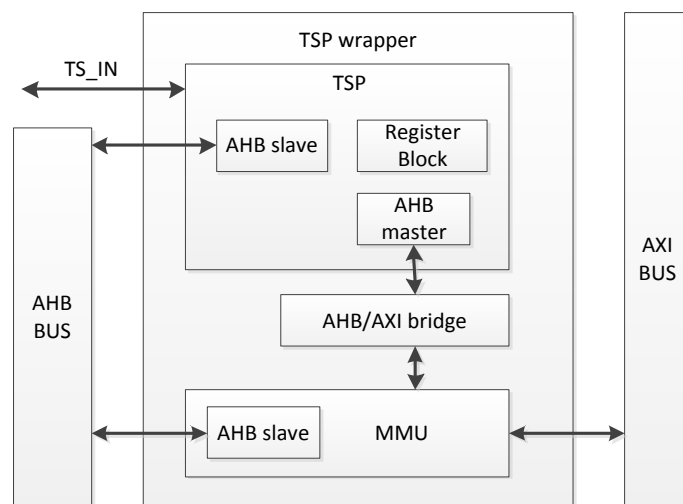 TSP wrapper
TS_IN
TSP
AHB slave
Register
Block
AHB
master
AHB
BUS
AXI
BUS
AHB/AXI bridge
AHB slave
MMU